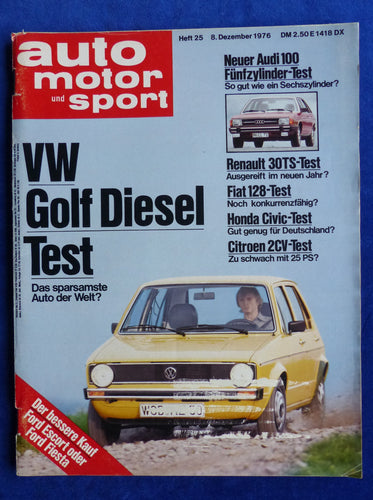 Heft 25 8. Dezember 1976 DM 2.50 E 1418 DX
auto
motor
und sport
VW
Golf Diesel
Test
Das sparsamste
Auto der Welt?
Neuer Audi 100
Fünfzylinder-Test
So gut wie ein Sechszylinder?
Renault 30TS-Test
Ausgereift im neuen Jahr?
Fiat 128-Test
Noch konkurrenzfähig?
Honda Civic-Test
Gut genug für Deutschland?
Citroen 2CV-Test
Zu schwach mit 25 PS?
Der bessere Kauf
Ford Escort oder
Ford Fiesta